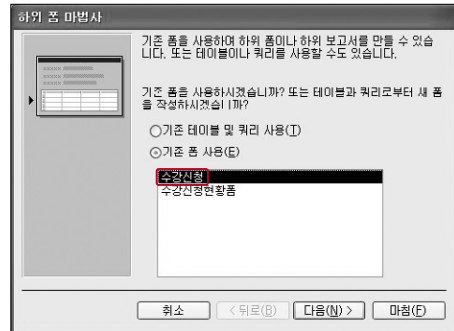 하위 폼 마법사
기존 폼을 사용하여 하위 폼이나 하위 보고서를 만들 수 있습
니다. 또는 테이블이나 쿼리를 사용할 수도 있습니다.
기존 폼을 사용하시겠습니까? 또는 테이블과 쿼리로부터 새 폼
을 작성하시겠습니까?
기존 테이블 및 쿼리 사용(T)
기존 폼 사용(E)
수강신청
수강신청현황폼
취소
< 뒤로(B)
다음(N) >
마침(F)